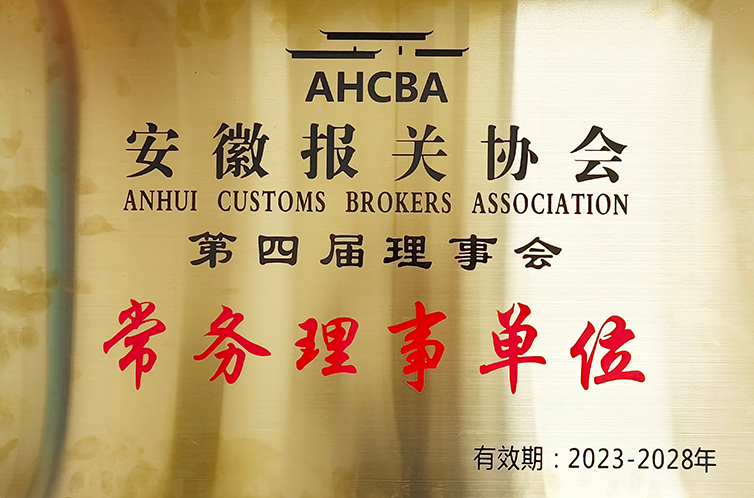 AHCBA
安徽报关协会
ANHUI CUSTOMS BROKERS ASSOCIATION
第四届理事会
常务理事单位
有效期：2023-2028年